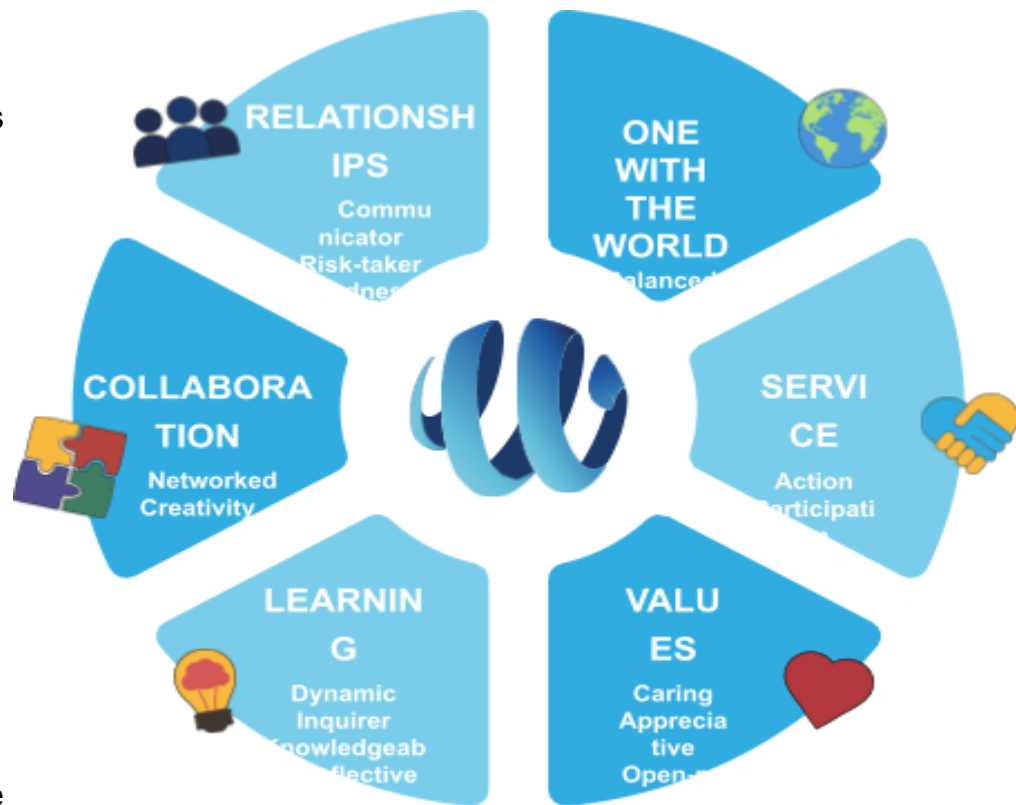 s
RELATIONSH
IPS
Commu
nicator
Risk-taker
ONE
WITH
THE
WORLD
COLLABORA
TION
Networked
Creativity
SERVI
CE
Action
LEARNIN
G
Dynamic
Inquirer
VALU
ES
Caring
Apprecia
tive
e